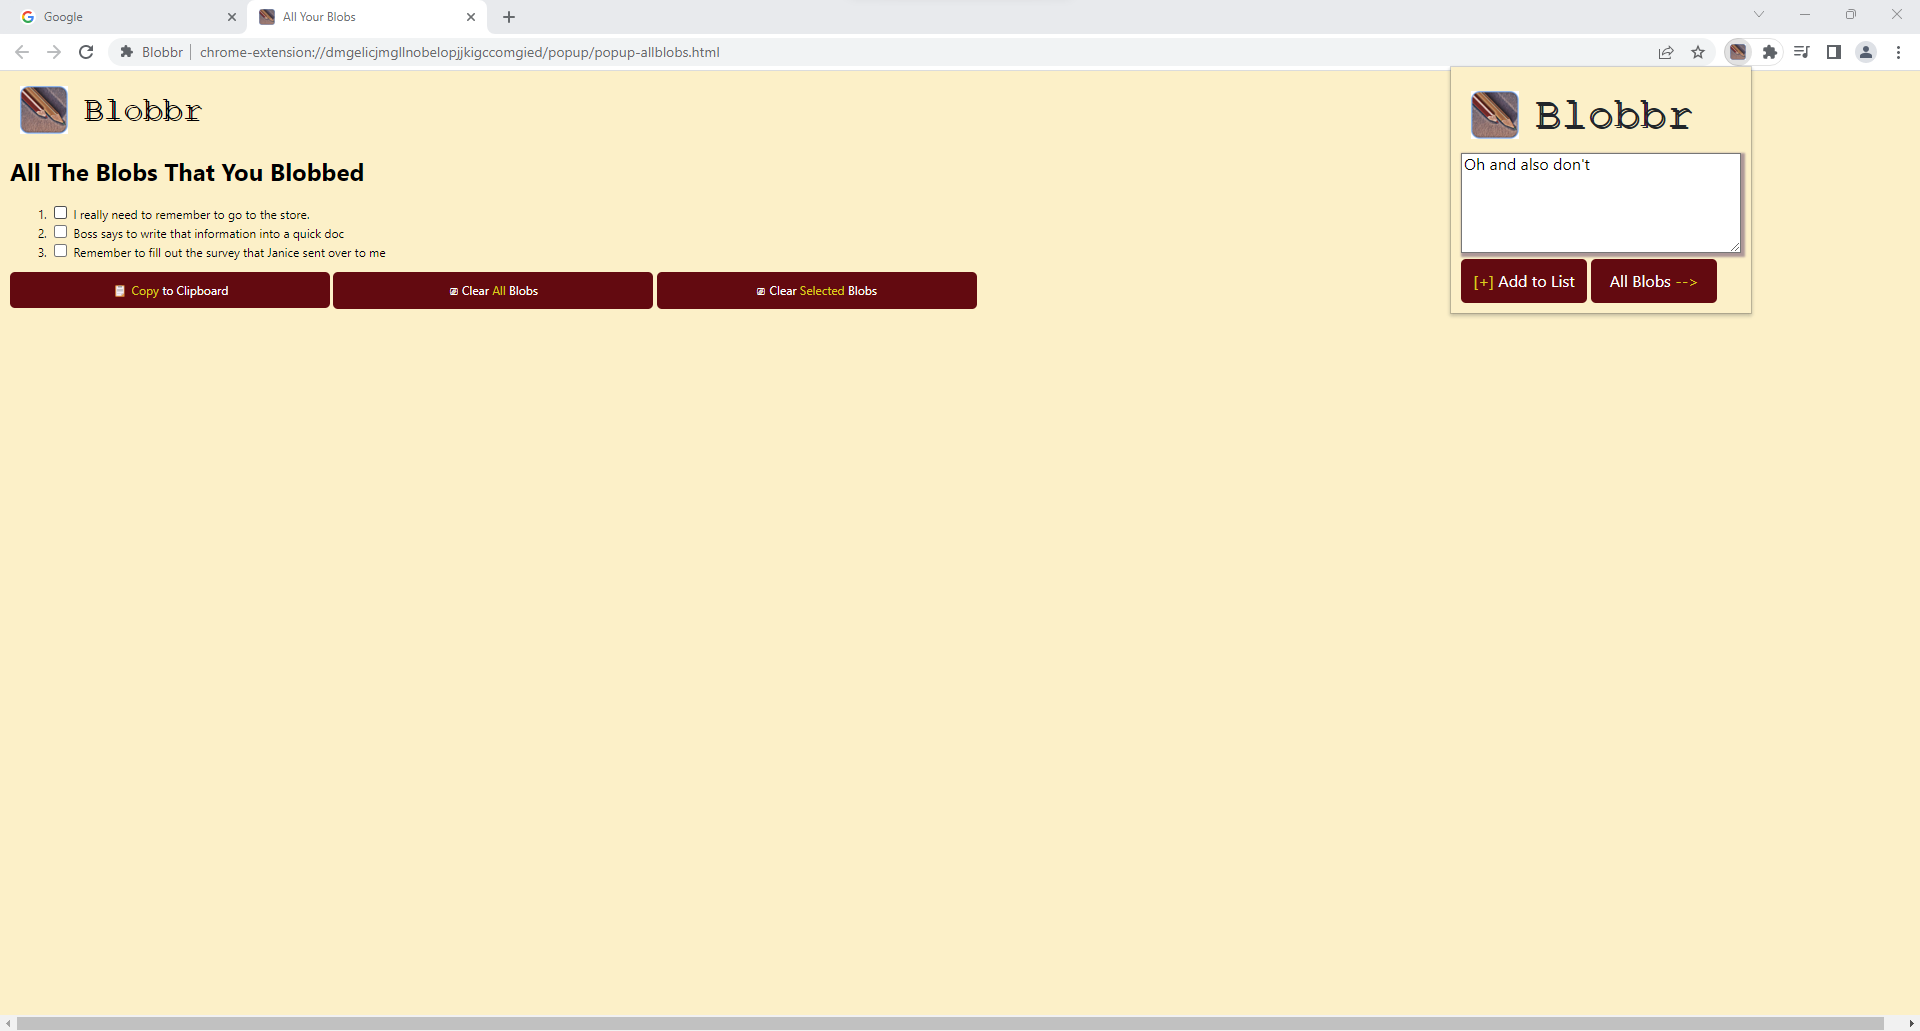 Google
All Your Blobs
Blobbr
chrome-extension://dmgelicjmgllnobelopjjkigccomgied/popup/popup-allblobs.html
Blobbr
All The Blobs That You Blobbed
1. I really need to remember to go to the store.
2. Boss says to write that information into a quick doc
3. Remember to fill out the survey that Janice sent over to me
Copy to Clipboard
Clear All Blobs
Clear Selected Blobs
Blobbr
Oh and also don't
[+] Add to List
All Blobs -->